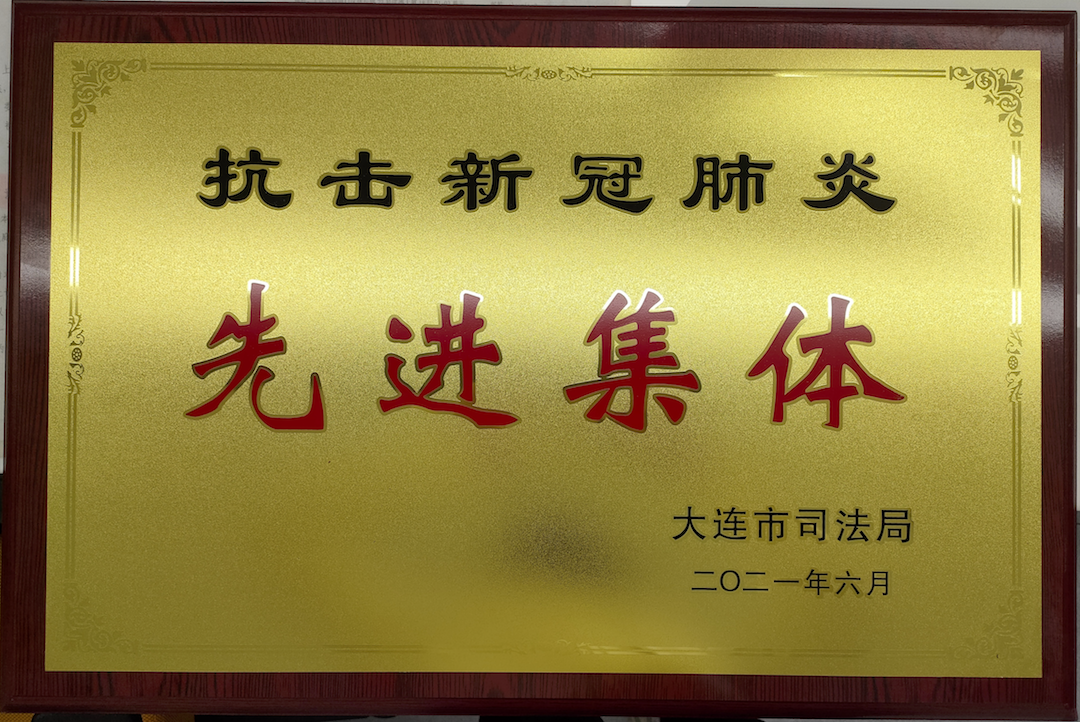 抗击新冠肺炎
先进集体
大连市司法局
二〇二一年六月